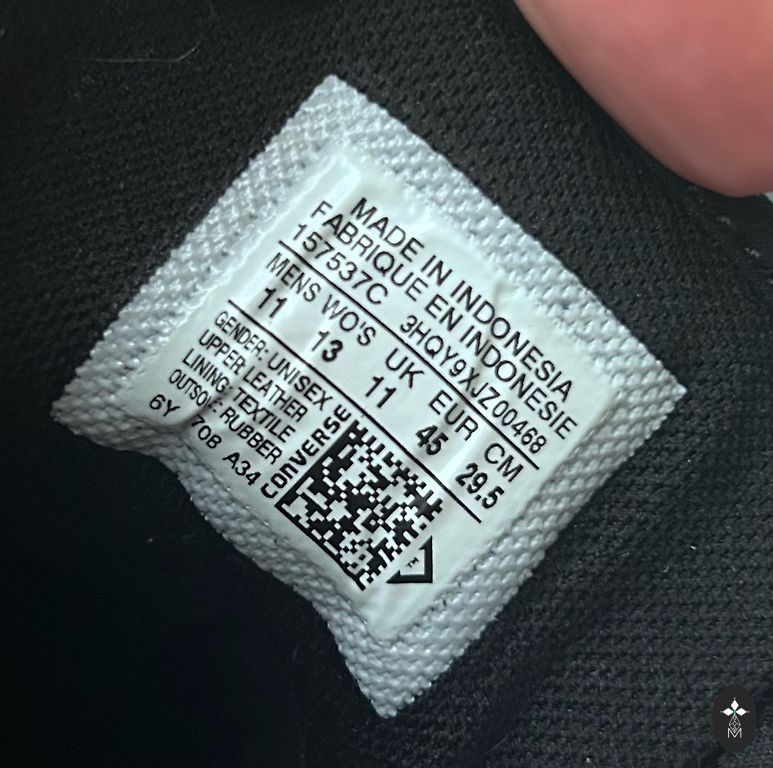 MADE IN INDONESIA
FABRIQUE EN INDONESIE
157537C 3HQY9XJZ00468
MENS WO'S UK EUR CM
11 13 11 45 29.5
GENDER: UNISEX
UPPER: LEATHER
LINING: TEXTILE
OUTSOLE: RUBBER
6Y 708 A34
CONVERSE
E
M